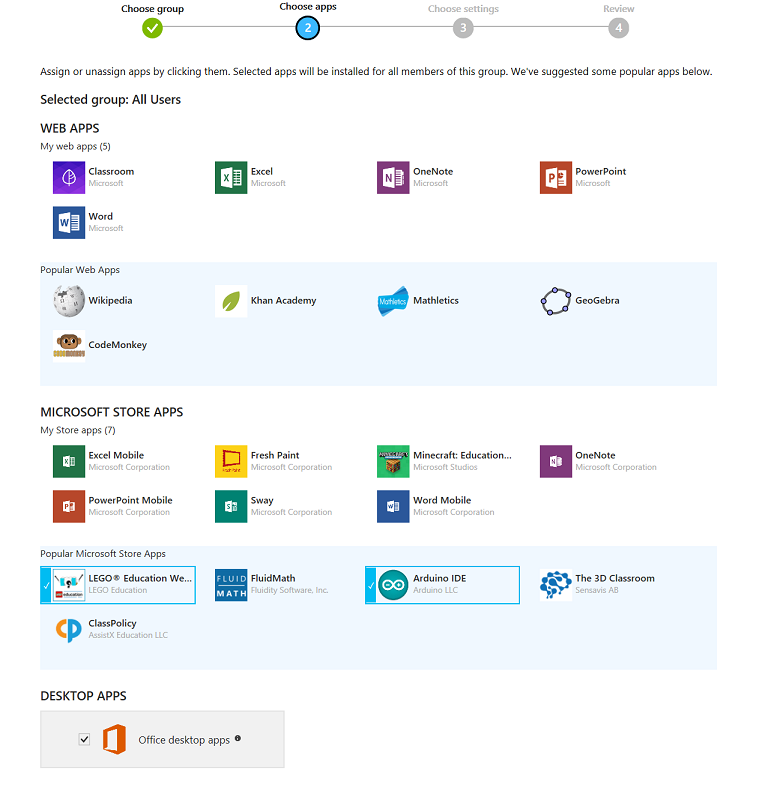 Choose group
Choose apps
Choose settings
Review
2
3
4
Assign or unassign apps by clicking them. Selected apps will be installed for all members of this group. We've suggested some popular apps below.
Selected group: All Users
WEB APPS
My web apps (5)
Classroom
Microsoft
Excel
Microsoft
OneNote
Microsoft
PowerPoint
Microsoft
Word
Microsoft
Popular Web Apps
Wikipedia
Khan Academy
Mathletics
Mathletics
GeoGebra
CodeMonkey
MICROSOFT STORE APPS
My Store apps (7)
Excel Mobile
Microsoft Corporation
Fresh Paint
Microsoft Corporation
Minecraft: Education...
Microsoft Studios
OneNote
Microsoft Corporation
PowerPoint Mobile
Microsoft Corporation
Sway
Microsoft Corporation
Word Mobile
Microsoft Corporation
Popular Microsoft Store Apps
LEGO® Education We...
LEGO Education
FLUID
MATH
FluidMath
Fluidity Software, Inc.
Arduino IDE
Arduino LLC
The 3D Classroom
Sensavis AB
ClassPolicy
AssistX Education LLC
DESKTOP APPS
Office desktop apps